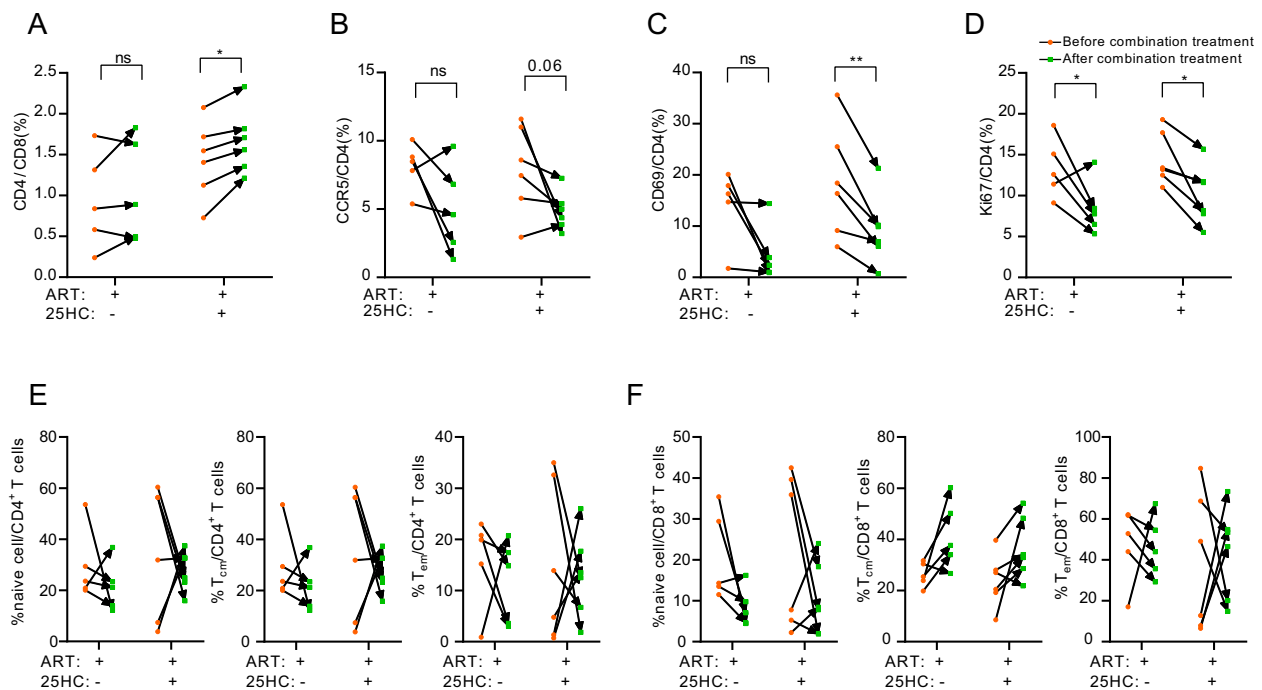 A
B
C
D
Before combination treatment
After combination treatment
ns
*
ns
0.06
ns
**
*
*
CD4/CD8(%)
2.5
2.0
1.5
1.0
0.5
0.0
CCR5/CD4(%)
15
10
5
0
CD69/CD4(%)
40
30
20
10
0
Ki67/CD4(%)
25
20
15
10
5
0
ART: + +
25HC: - +
ART: + +
25HC: - +
ART: + +
25HC: - +
ART: + +
25HC: - +
E
F
%naive cell/CD4⁺ T cells
80
60
40
20
0
% Tcm/CD4⁺ T cells
80
60
40
20
0
% Tem/CD4⁺ T cells
40
30
20
10
0
%naive cell/CD8⁺ T cells
50
40
30
20
10
0
% Tcm/CD8⁺ T cells
80
60
40
20
0
% Tem/CD8⁺ T cells
100
80
60
40
20
0
ART: + +
25HC: - +
ART: + +
25HC: - +
ART: + +
25HC: - +
ART: + +
25HC: - +
ART: + +
25HC: - +
ART: + +
25HC: - +